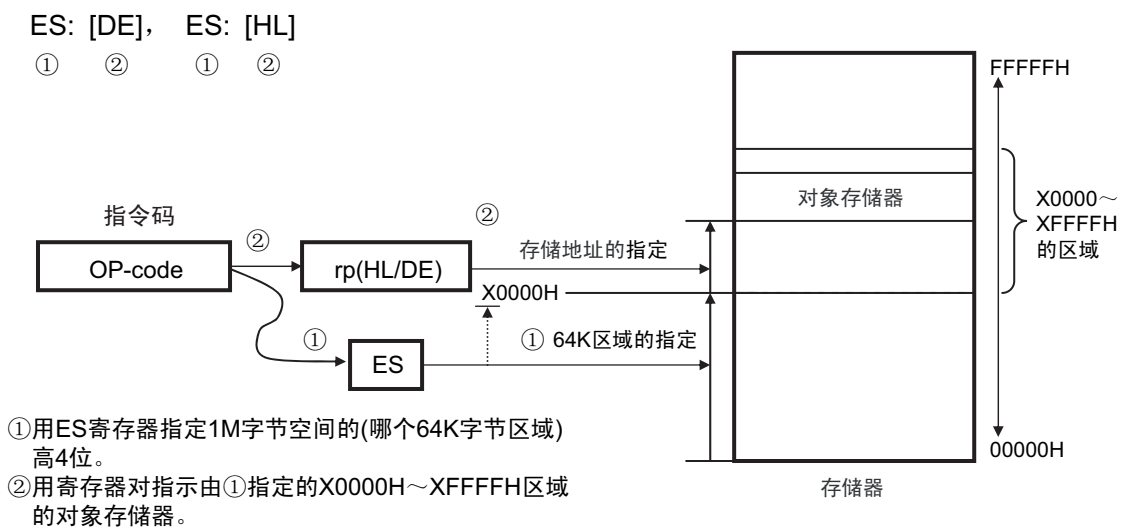 ES: [DE], ES: [HL]
① ② ① ②
FFFFFH
对象存储器
X0000～
XFFFFH
的区域
指令码
②
②
OP-code
rp(HL/DE)
存储地址的指定
X0000H
①
① 64K区域的指定
ES
00000H
存储器
①用ES寄存器指定1M字节空间的(哪个64K字节区域)
高4位。
②用寄存器对指示由①指定的X0000H～XFFFFH区域
的对象存储器。